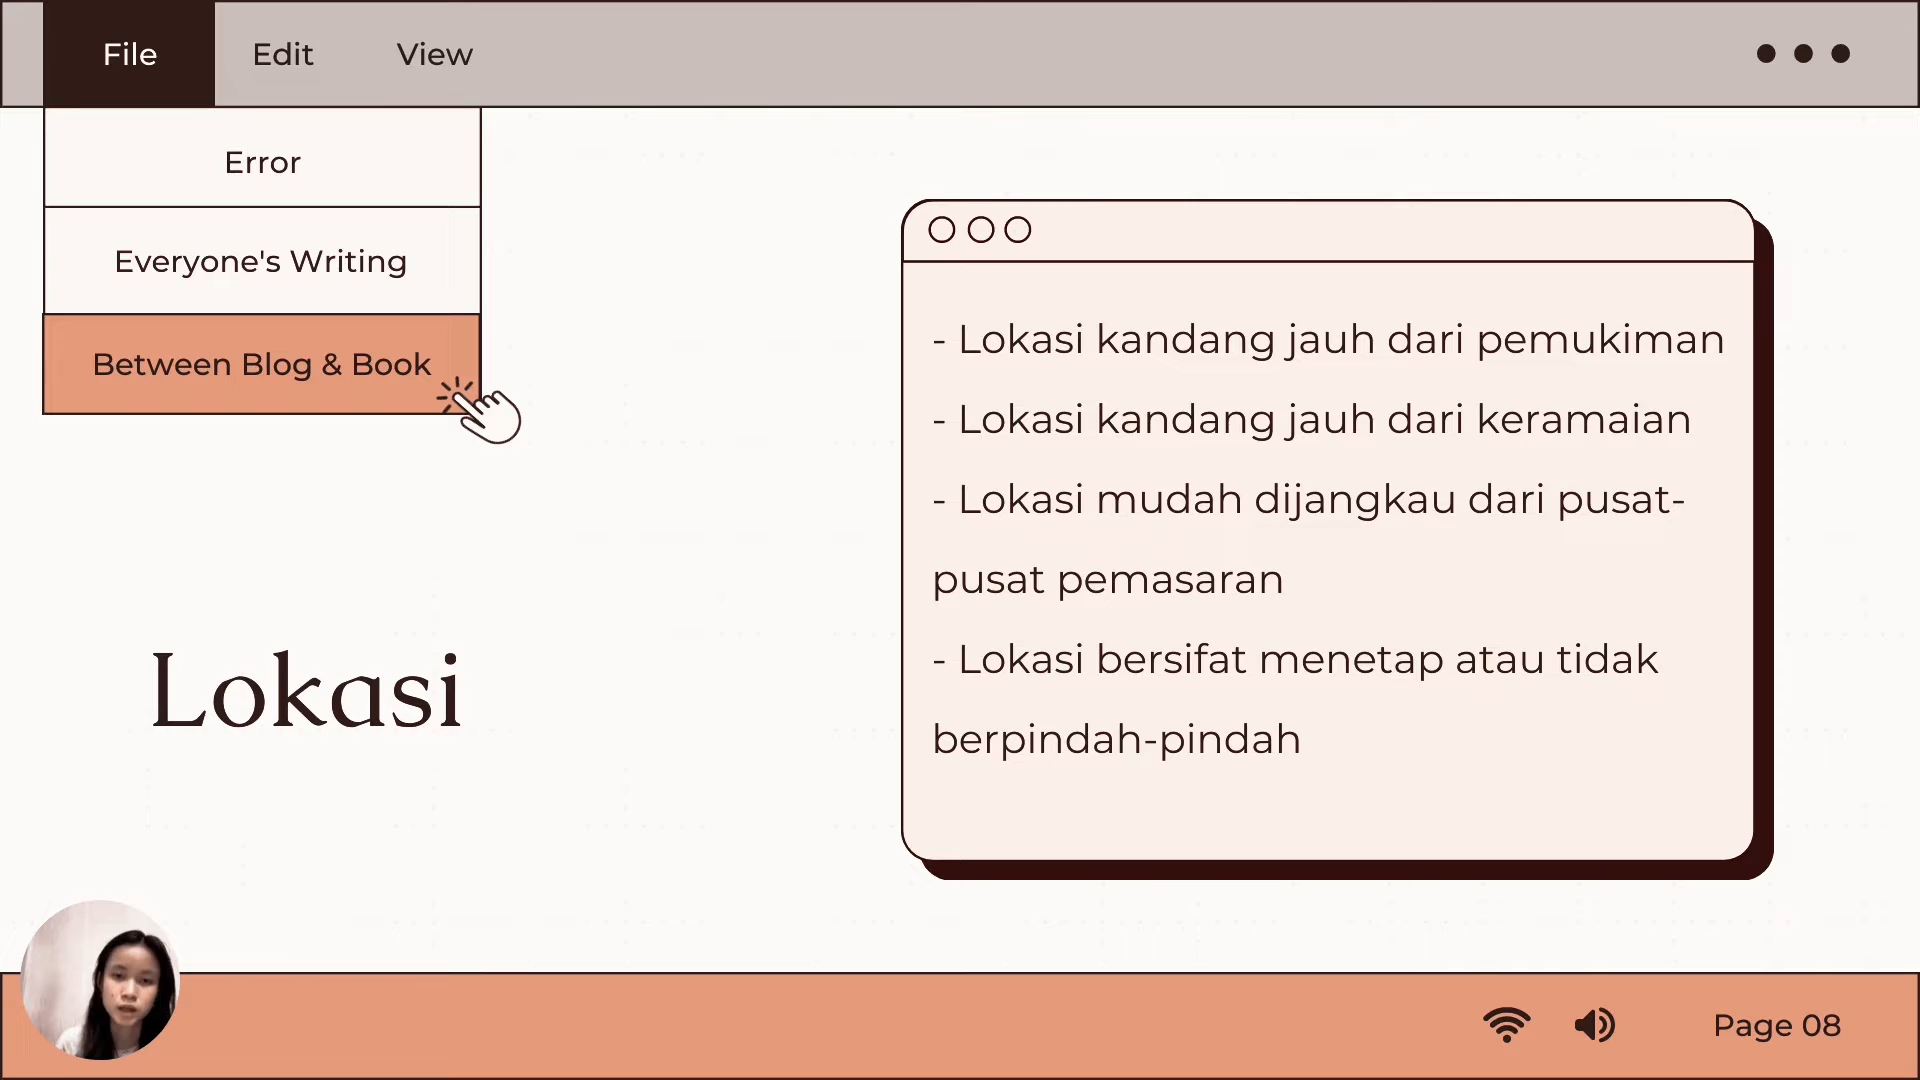 File Edit View
Error
Everyone's Writing
Between Blog & Book
Lokasi
- Lokasi kandang jauh dari pemukiman
- Lokasi kandang jauh dari keramaian
- Lokasi mudah dijangkau dari pusat-
pusat pemasaran
- Lokasi bersifat menetap atau tidak
berpindah-pindah
Page 08